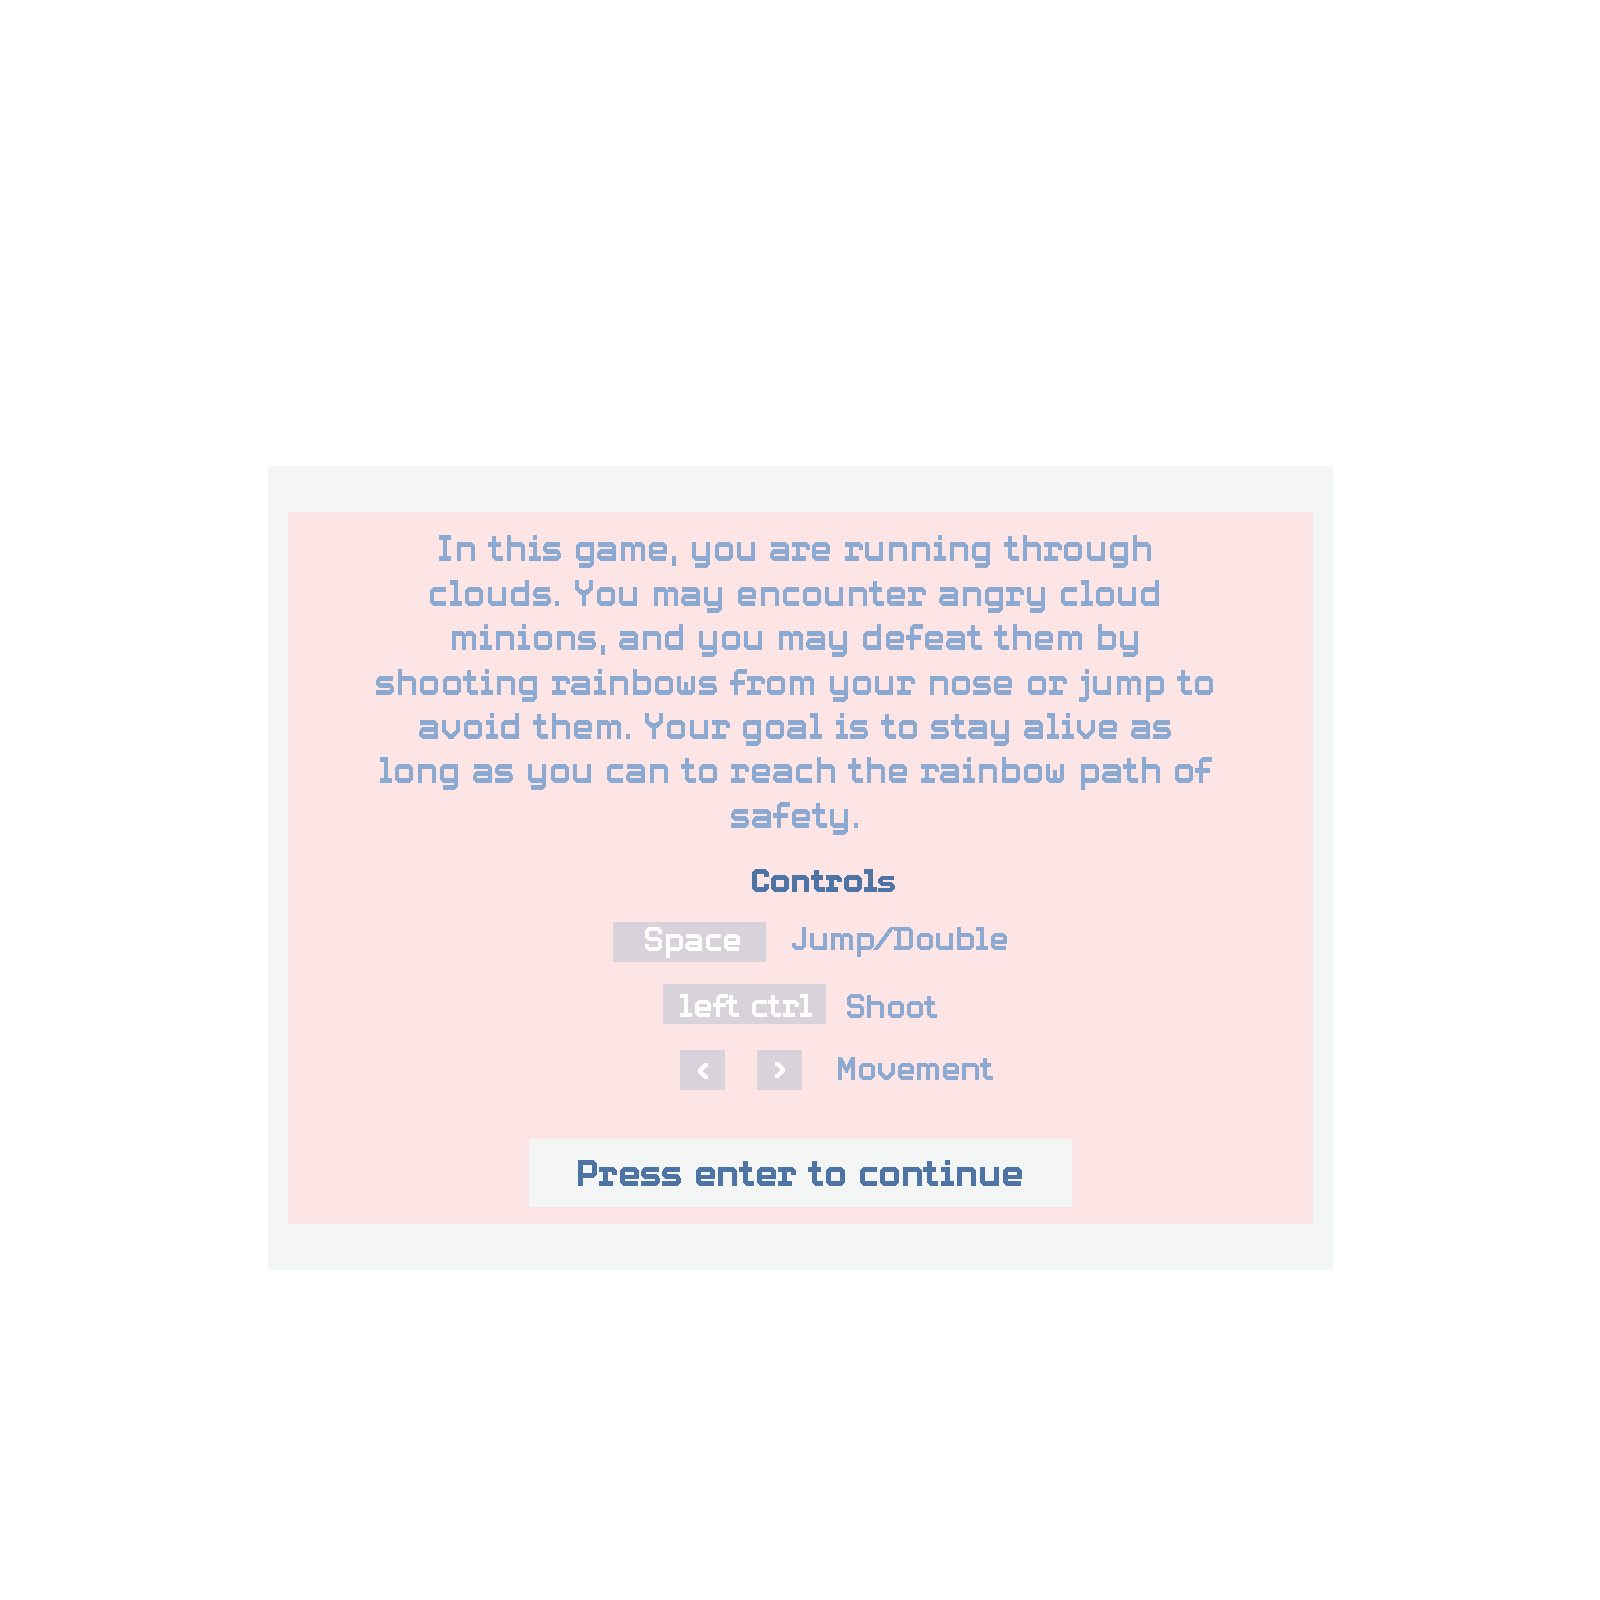 In this game, you are running through
clouds. You may encounter angry cloud
minions, and you may defeat them by
shooting rainbows from your nose or jump to
avoid them. Your goal is to stay alive as
long as you can to reach the rainbow path of
safety.
Controls
Space Jump/Double
left ctrl Shoot
< > Movement
Press enter to continue